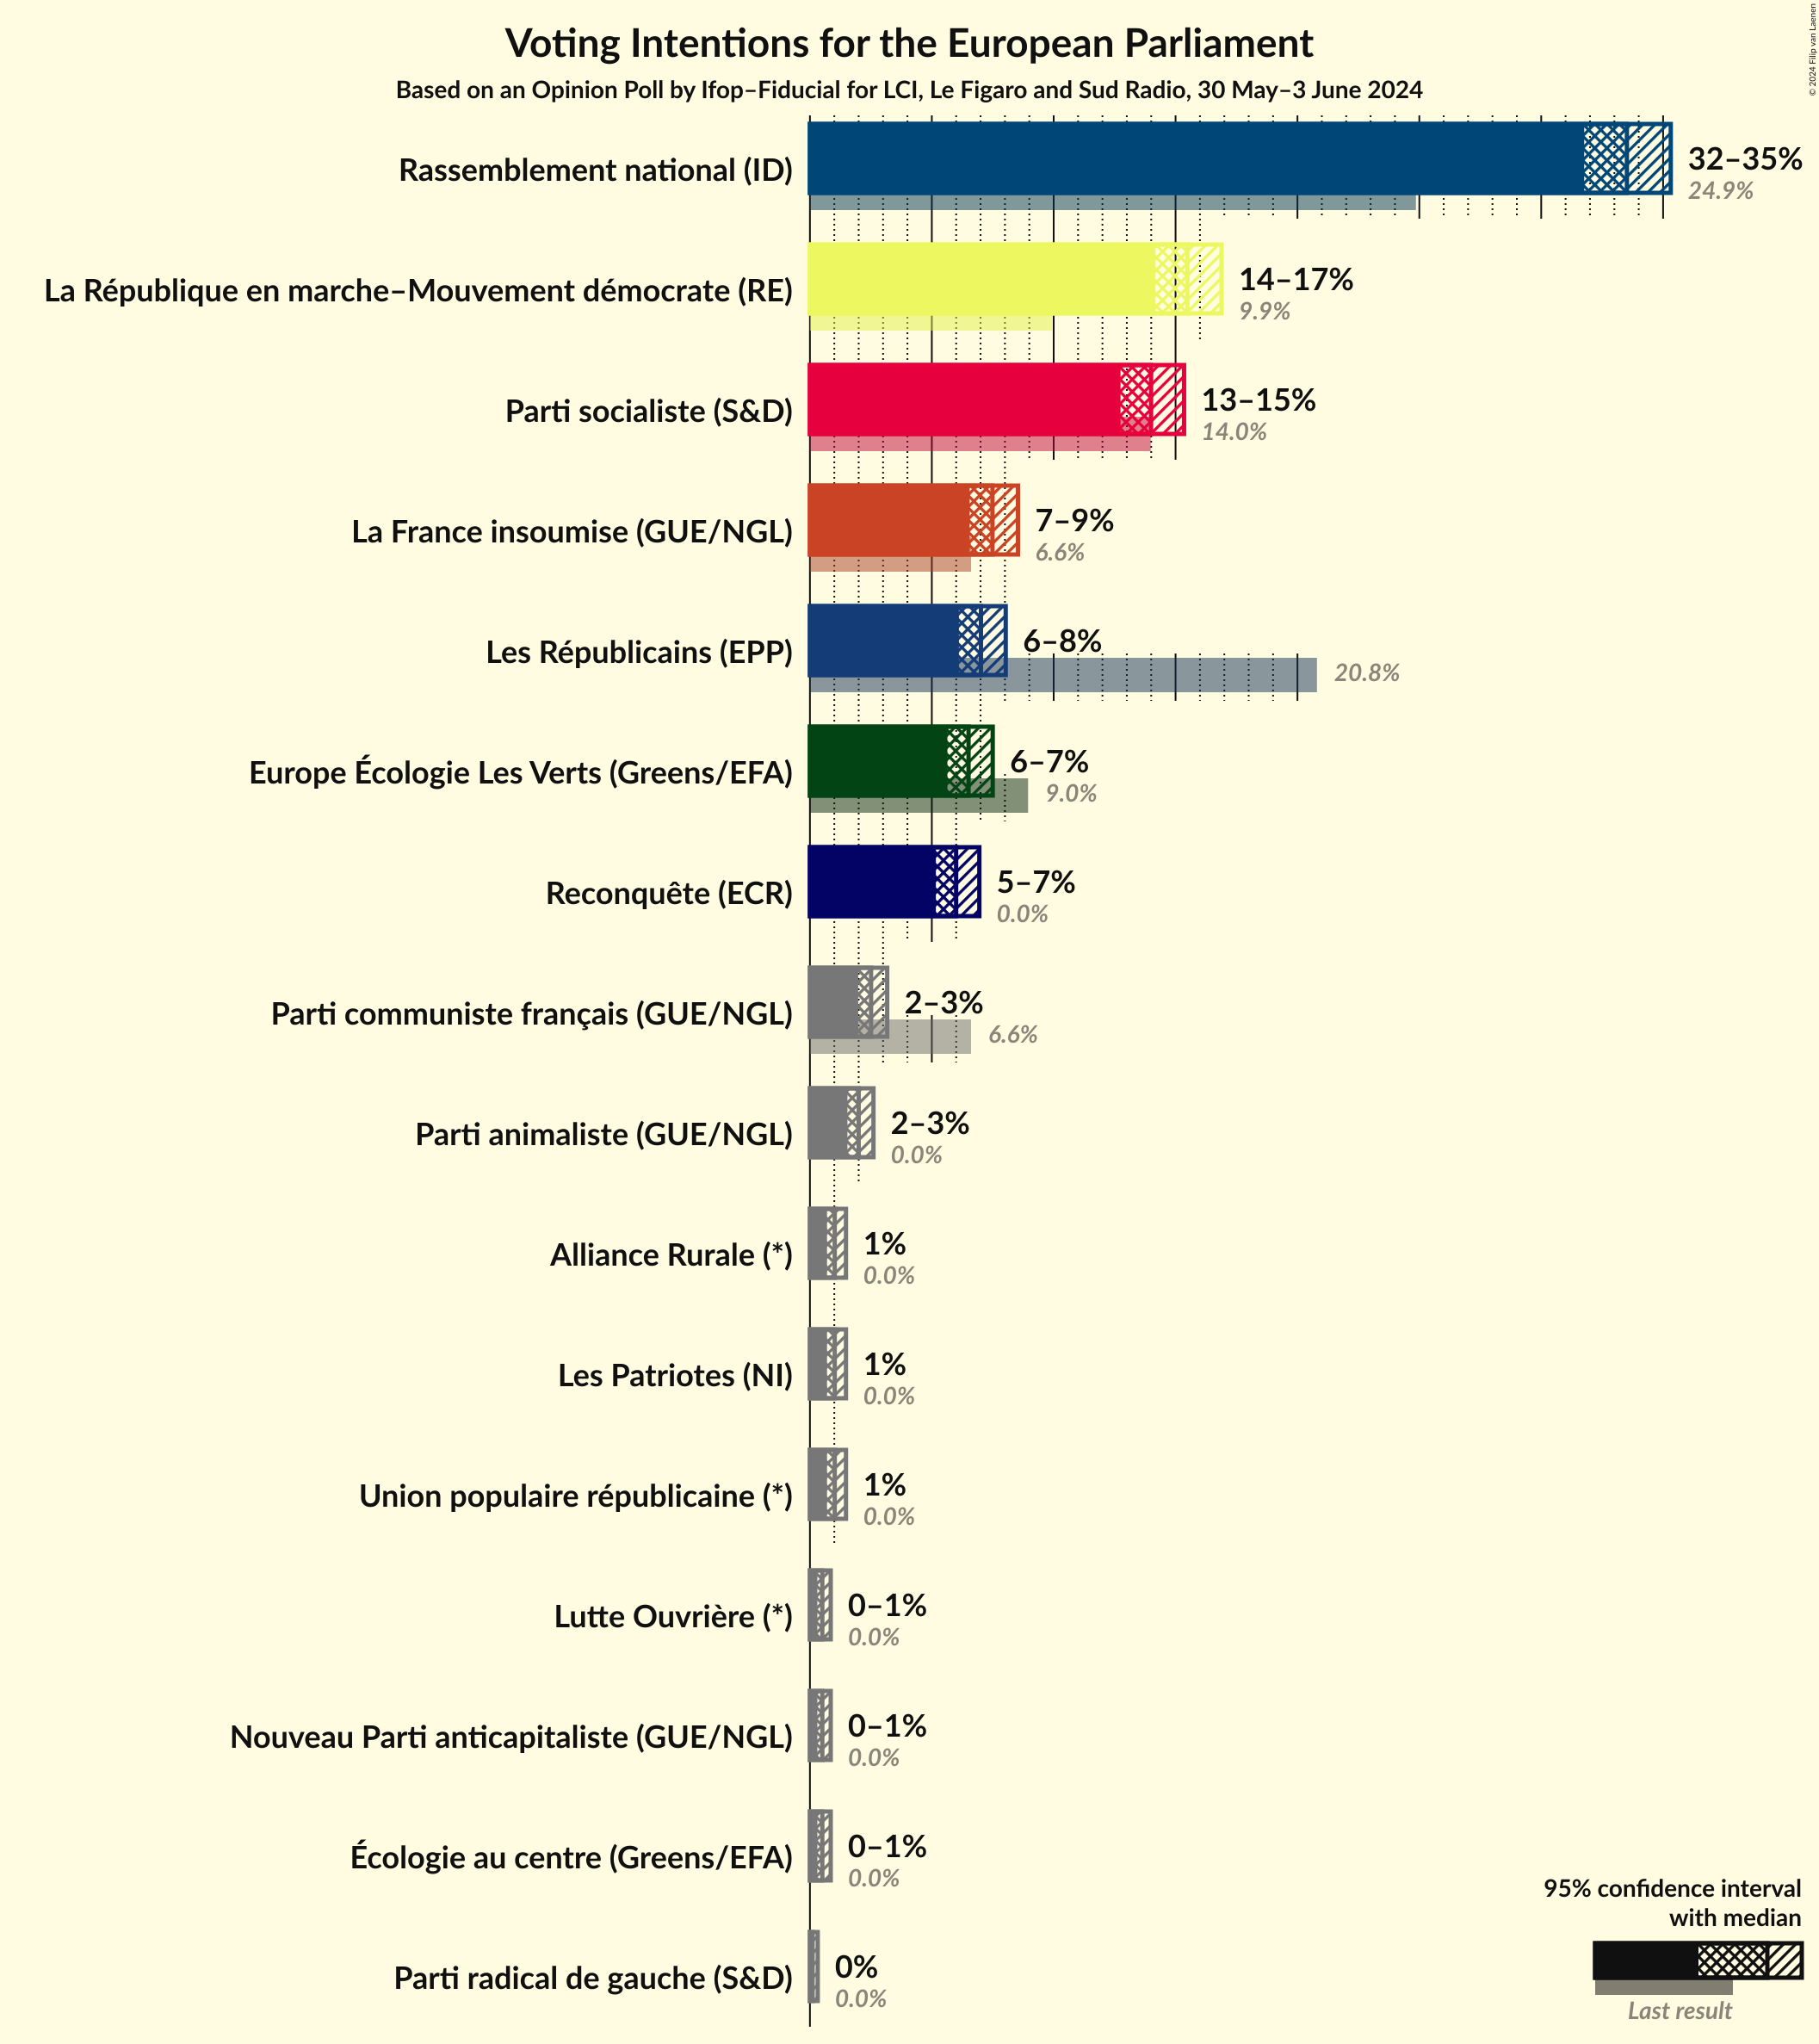 © 2024 Filip van Laenen
Voting Intentions for the European Parliament
Based on an Opinion Poll by Ifop–Fiducial for LCI, Le Figaro and Sud Radio, 30 May–3 June 2024
Rassemblement national (ID)
32–35%
24.9%
La République en marche–Mouvement démocrate (RE)
14–17%
9.9%
Parti socialiste (S&D)
13–15%
14.0%
La France insoumise (GUE/NGL)
7–9%
6.6%
Les Républicains (EPP)
6–8%
20.8%
Europe Écologie Les Verts (Greens/EFA)
6–7%
9.0%
Reconquête (ECR)
5–7%
0.0%
Parti communiste français (GUE/NGL)
2–3%
6.6%
Parti animaliste (GUE/NGL)
2–3%
0.0%
Alliance Rurale (*)
1%
0.0%
Les Patriotes (NI)
1%
0.0%
Union populaire républicaine (*)
1%
0.0%
Lutte Ouvrière (*)
0–1%
0.0%
Nouveau Parti anticapitaliste (GUE/NGL)
0–1%
0.0%
Écologie au centre (Greens/EFA)
0–1%
0.0%
Parti radical de gauche (S&D)
0%
0.0%
95% confidence interval
with median
Last result